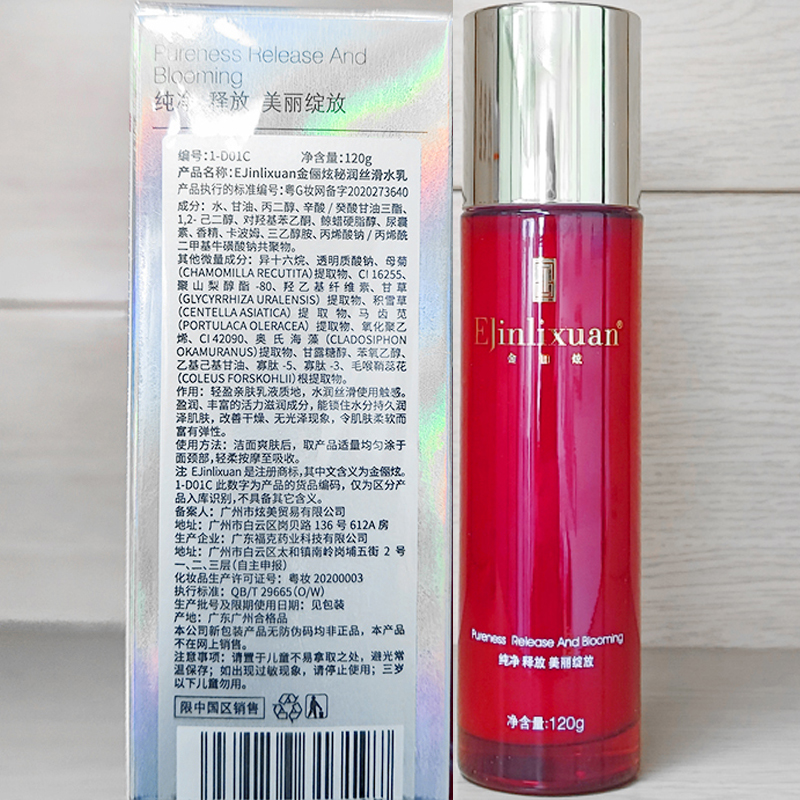 Pureness Release And
Blooming
纯净 释放 美丽绽放
编号:1-D01C 净含量:120g
产品名称:EJinlixuan金俪炫秘润丝滑水乳
产品执行的标准编号:粤G妆网备字2020273640
成分：水、甘油、丙二醇、辛酸/癸酸甘油三酯、
1,2-己二醇、对羟基苯乙酮、鲸蜡硬脂醇、尿囊
素、香精、卡波姆、三乙醇胺、丙烯酸钠/丙烯酰
二甲基牛磺酸钠共聚物。
其他微量成分：异十六烷、透明质酸钠、母菊
(CHAMOMILLA RECUTITA)提取物、CI 16255、
聚山梨醇酯-80、羟乙基纤维素、甘草
(GLYCYRRHIZA URALENSIS) 提取物、积雪草
(CENTELLA ASIATICA) 提取物、马齿苋
(PORTULACA OLERACEA)提取物、氧化聚乙
烯、CI 42090、奥氏海藻(CLADOSIPHON
OKAMURANUS)提取物、甘露糖醇、苯氧乙醇、
乙基己基甘油、寡肽-5、寡肽-3、毛喉鞘蕊花
(COLEUS FORSKOHLII)根提取物。
作用：轻盈亲肤乳液质地，水润丝滑使用触感。
盈润、丰富的活力滋润成分，能锁住水分持久润
泽肌肤，改善干燥、无光泽现象，令肌肤柔软而
富有弹性。
使用方法：洁面爽肤后，取产品适量均匀涂于
面颈部,轻柔按摩至吸收。
注 EJinlixuan 是注册商标,其中文含义为金俪炫。
1-D01C 此数字为产品的货品编码，仅为区分产
品入库识别,不具备其它含义。
备案人：广州市炫美贸易有限公司
地址：广州市白云区岗贝路 136 号 612A 房
生产企业：广东福克药业科技有限公司
地址：广州市白云区太和镇南岭岗埔五街 2 号
一、二、三层(自主申报)
化妆品生产许可证号：粤妆 20200003
执行标准：QB/T 29665(O/W)
生产批号及限期使用日期：见包装
产地：广东广州合格品
本公司新包装产品无防伪码均非正品，本产品
不在网上销售。
注意事项：请置于儿童不易拿取之处，避光常
温保存；如出现过敏现象，请停止使用；三岁
以下儿童勿用。
限中国区销售
EJinlixuan®
金俪炫
Pureness Release And Blooming
纯净 释放 美丽绽放
净含量:120g